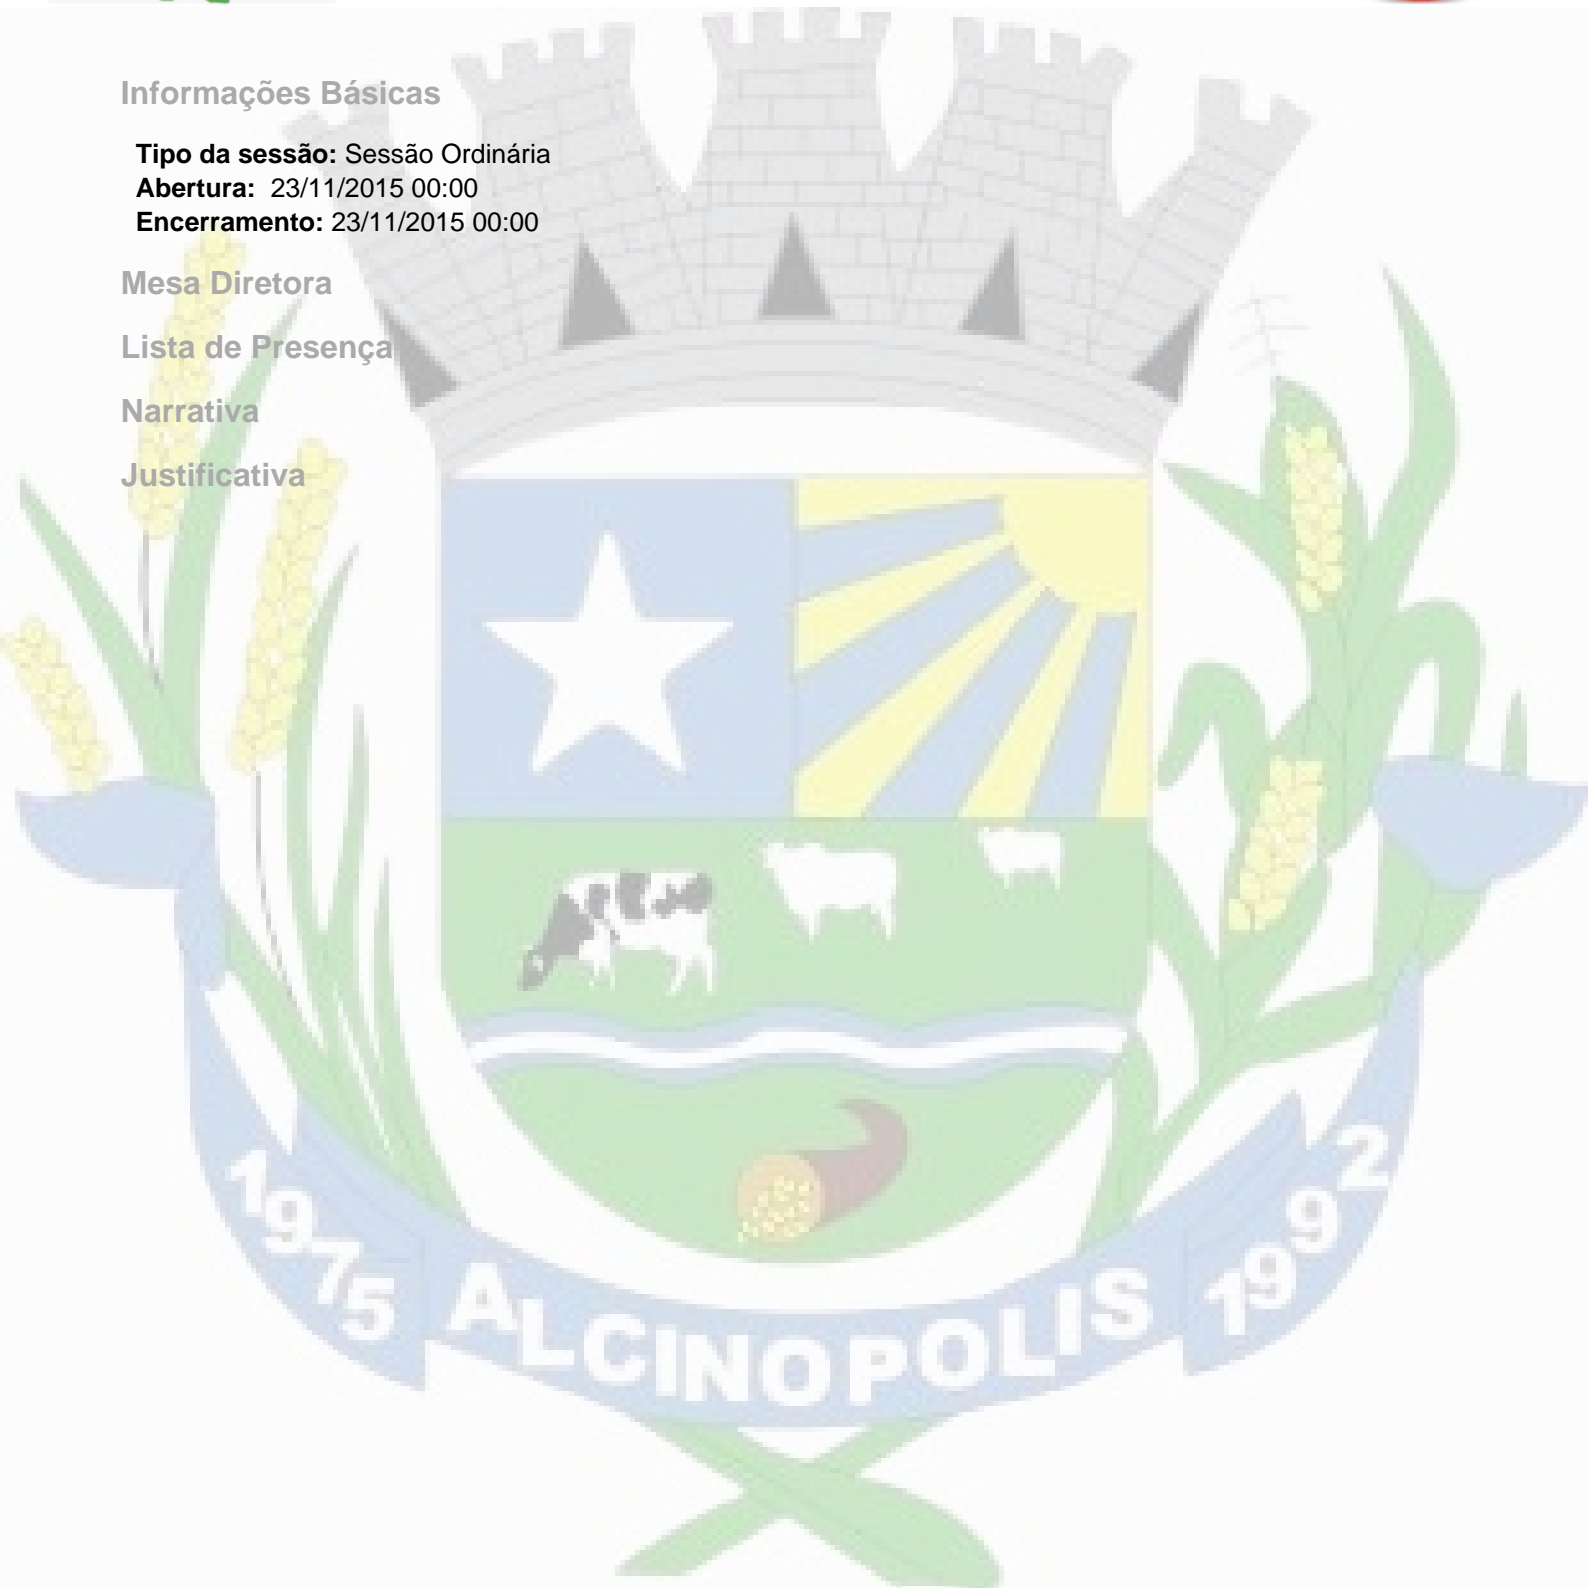 Informações Básicas
Tipo da sessão: Sessão Ordinária
Abertura: 23/11/2015 00:00
Encerramento: 23/11/2015 00:00
Mesa Diretora
Lista de Presença
Narrativa
Justificativa
1975 ALCINOPOLIS 1992